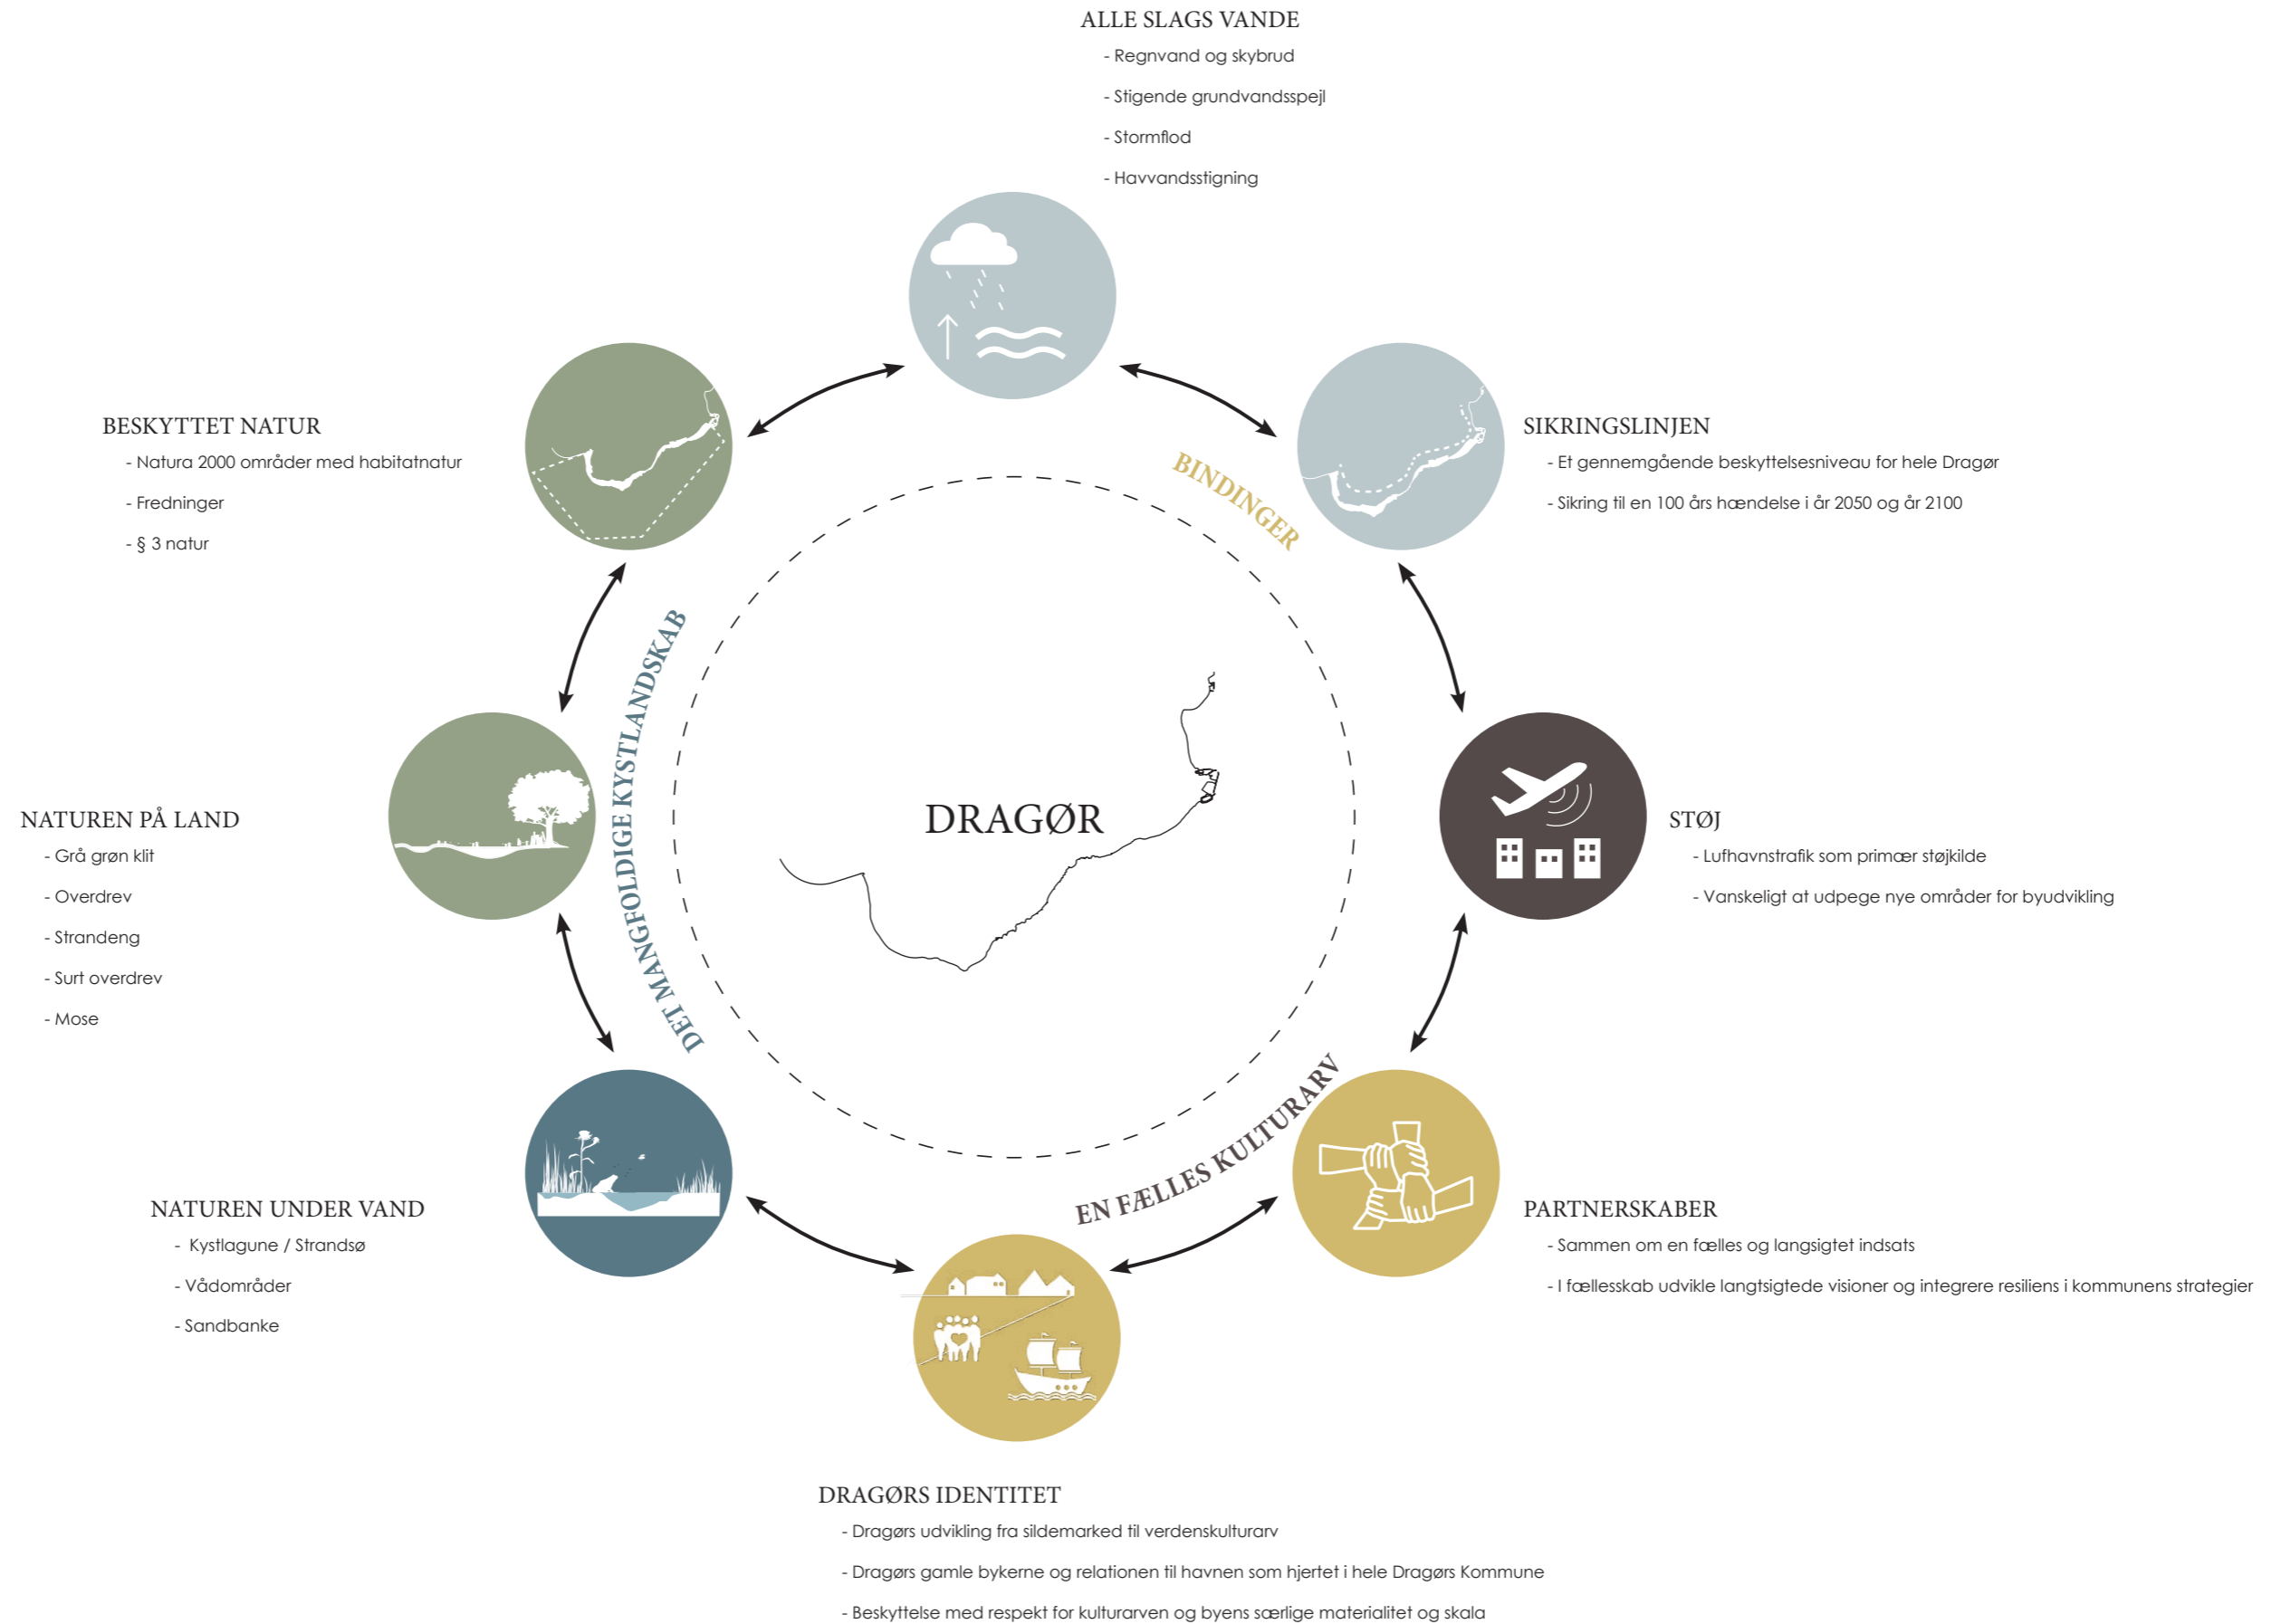 ALLE SLAGS VANDE
- Regnvand og skybrud
- Stigende grundvandsspejl
- Stormflod
- Havvandsstigning
SIKRINGSLINJEN
- Et gennemgående beskyttelsesniveau for hele Dragør
- Sikring til en 100 års hændelse i år 2050 og år 2100
STØJ
- Lufhavnstrafik som primær støjkilde
- Vanskeligt at udpege nye områder for byudvikling
PARTNERSKABER
- Sammen om en fælles og langsigtet indsats
- I fællesskab udvikle langtsigtede visioner og integrere resiliens i kommunens strategier
DRAGØRS IDENTITET
- Dragørs udvikling fra sildemarked til verdenskulturarv
- Dragørs gamle bykerne og relationen til havnen som hjertet i hele Dragørs Kommune
- Beskyttelse med respekt for kulturarven og byens særlige materialitet og skala
NATUREN UNDER VAND
- Kystlagune / Strandsø
- Vådområder
- Sandbanke
NATUREN PÅ LAND
- Grå grøn klit
- Overdrev
- Strandeng
- Surt overdrev
- Mose
BESKYTTET NATUR
- Natura 2000 områder med habitatnatur
- Fredninger
- § 3 natur
BINDINGER
DET MANGFOLDIGE KYSTLANDSKAB
EN FÆLLES KULTURARV
DRAGØR